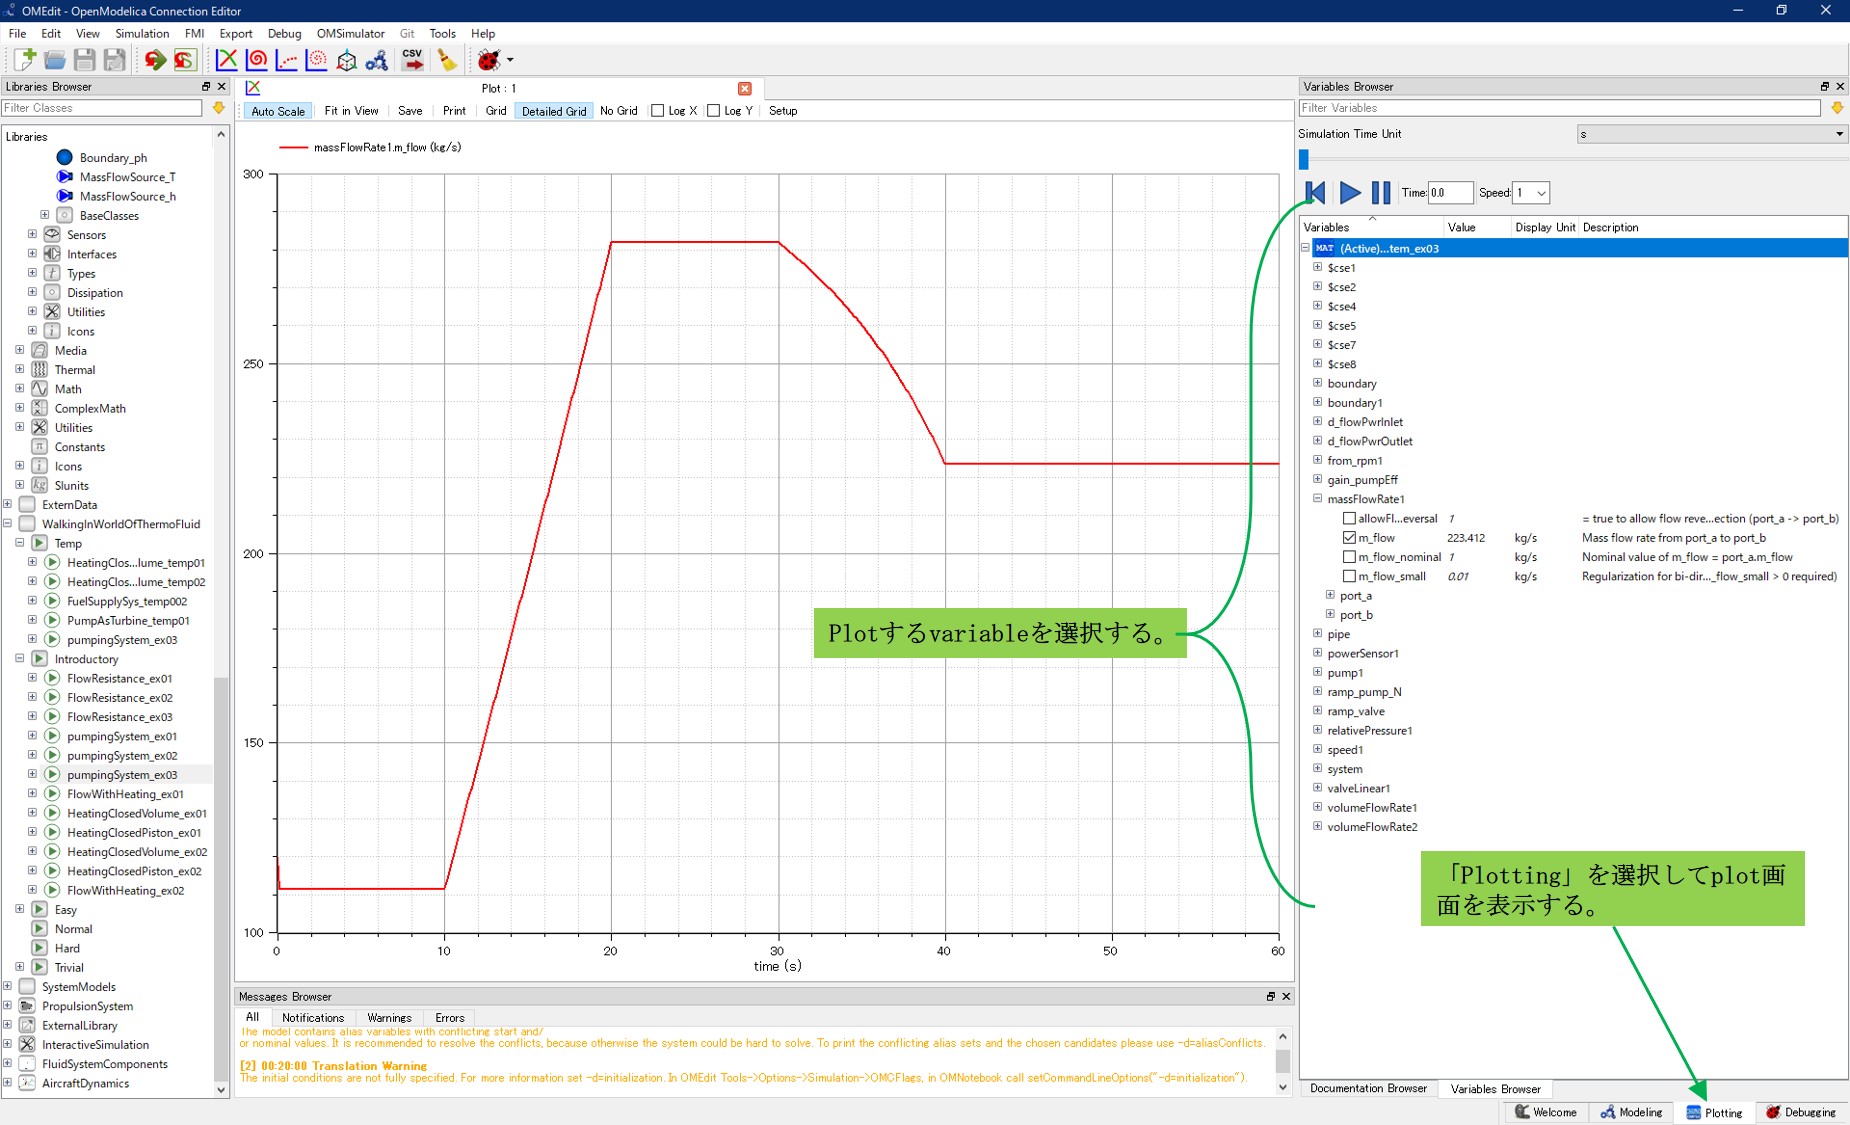 OMEdit - OpenModelica Connection Editor
File Edit View Simulation FMI Export Debug OMSimulator Git Tools Help
CSV
Libraries Browser
Filter Classes
Libraries
Boundary_ph
MassFlowSource_T
MassFlowSource_h
BaseClasses
Sensors
Interfaces
Types
Dissipation
Utilities
Icons
Media
Thermal
Math
ComplexMath
Utilities
Constants
Icons
SIunits
ExternData
WalkingInWorldOfThermoFluid
Temp
HeatingClos...lume_temp01
HeatingClos...lume_temp02
FuelSupplySys_temp002
PumpAsTurbine_temp01
pumpingSystem_ex03
Introductory
FlowResistance_ex01
FlowResistance_ex02
FlowResistance_ex03
pumpingSystem_ex01
pumpingSystem_ex02
pumpingSystem_ex03
FlowWithHeating_ex01
HeatingClosedVolume_ex01
HeatingClosedPiston_ex01
HeatingClosedVolume_ex02
HeatingClosedPiston_ex02
FlowWithHeating_ex02
Easy
Normal
Hard
Trivial
SystemModels
PropulsionSystem
ExternalLibrary
InteractiveSimulation
FluidSystemComponents
AircraftDynamics
Plot : 1
Auto Scale Fit in View Save Print Grid Detailed Grid No Grid Log X Log Y Setup
massFlowRate1.m_flow (kg/s)
300
250
200
150
100
0 10 20 30 40 50 60
time (s)
Plotするvariableを選択する。
Messages Browser
All Notifications Warnings Errors
The model contains alias variables with conflicting start and/
or nominal values. It is recommended to resolve the conflicts, because otherwise the system could be hard to solve. To print the conflicting alias sets and the chosen candidates please use -d=aliasConflicts.
[2] 00:20:00 Translation Warning
The initial conditions are not fully specified. For more information set -d=initialization. In OMEdit Tools->Options->Simulation->OMCFlags, in OMNotebook call setCommandLineOptions("-d=initialization").
Variables Browser
Filter Variables
Simulation Time Unit s
Time: 0.0 Speed: 1
Variables Value Display Unit Description
MAT (Active)...tem_ex03
$cse1
$cse2
$cse4
$cse5
$cse7
$cse8
boundary
boundary1
d_flowPwrInlet
d_flowPwrOutlet
from_rpm1
gain_pumpEff
massFlowRate1
allowFl...eversal 1 = true to allow flow reve...ection (port_a -> port_b)
m_flow 223.412 kg/s Mass flow rate from port_a to port_b
m_flow_nominal 1 kg/s Nominal value of m_flow = port_a.m_flow
m_flow_small 0.01 kg/s Regularization for bi-dir..._flow_small > 0 required)
port_a
port_b
pipe
powerSensor1
pump1
ramp_pump_N
ramp_valve
relativePressure1
speed1
system
valveLinear1
volumeFlowRate1
volumeFlowRate2
「Plotting」を選択してplot画
面を表示する。
Documentation Browser Variables Browser
Welcome Modeling Plotting Debugging